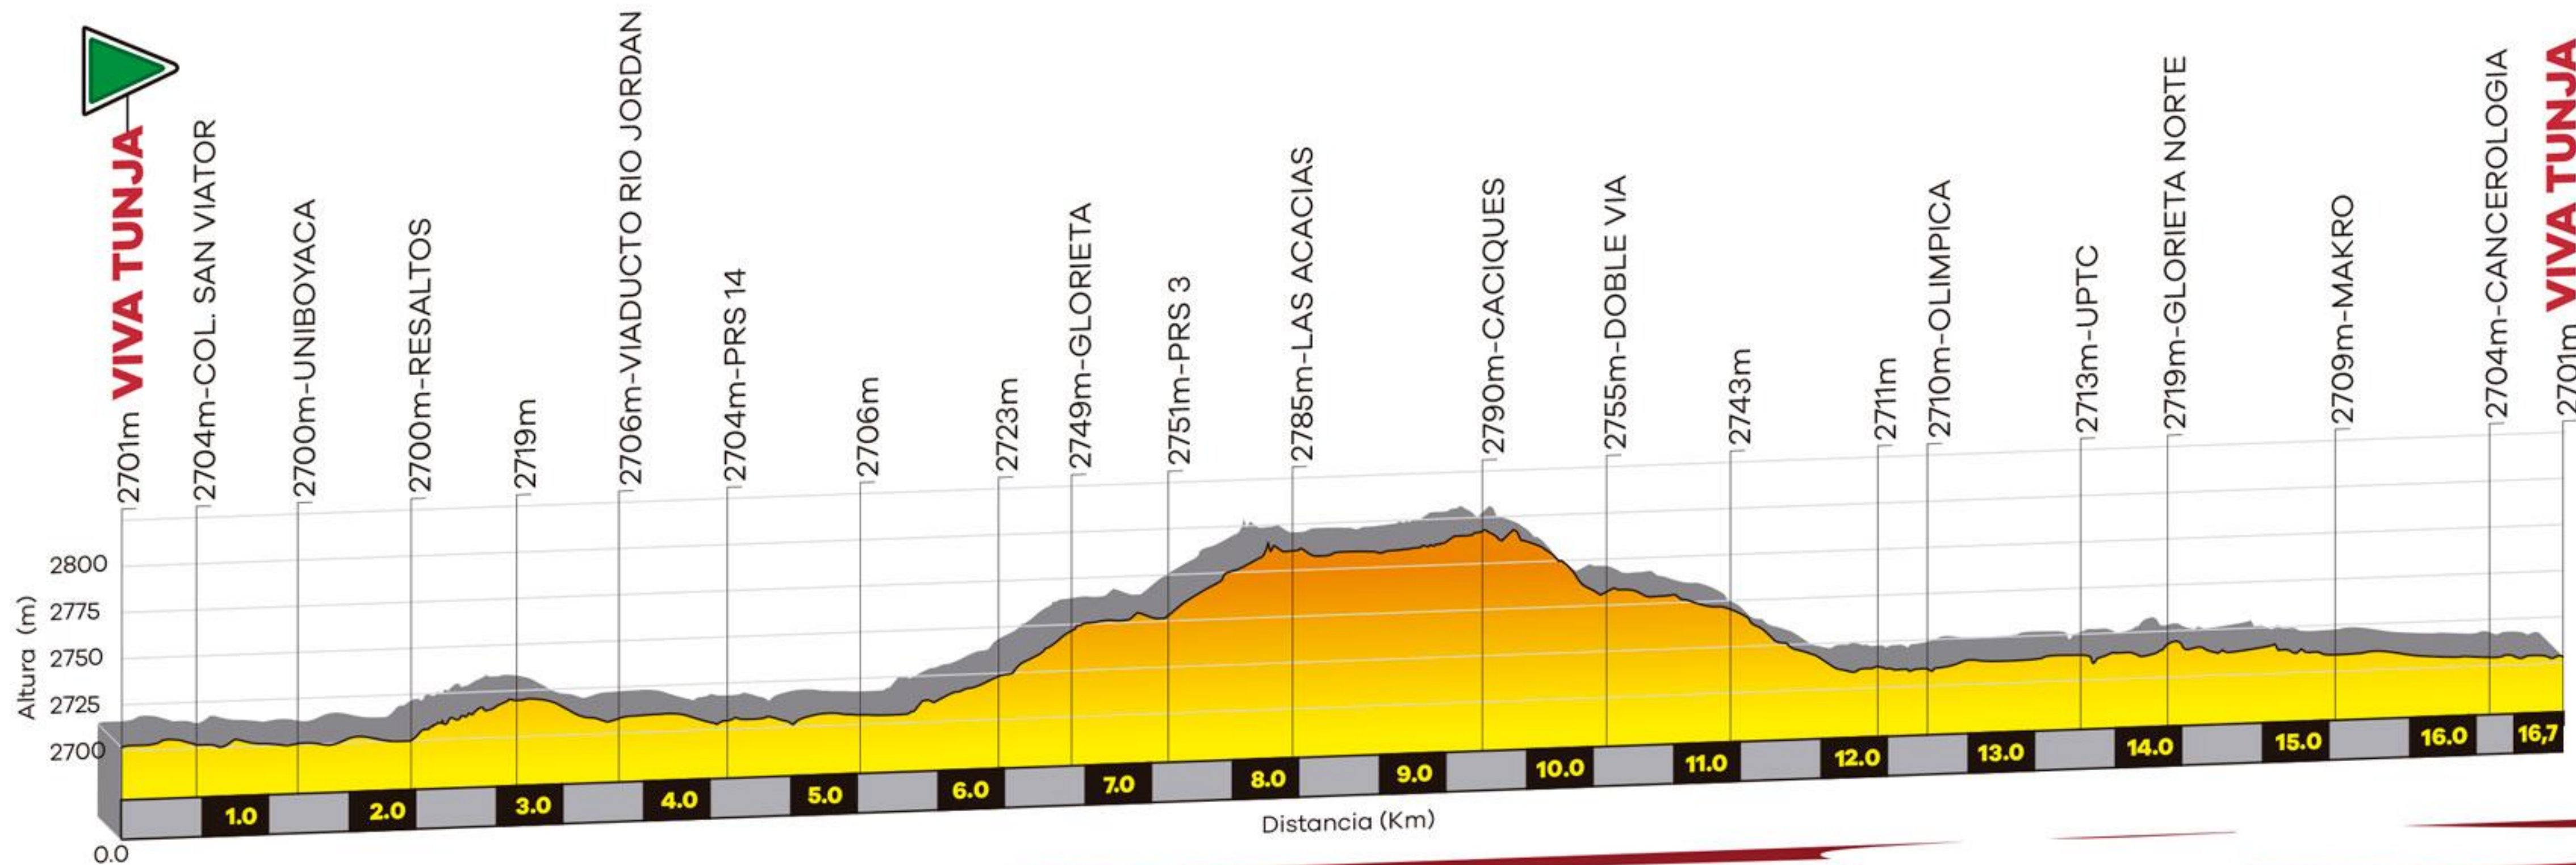 2701m VIVA TUNJA
2704m-COL. SAN VIATOR
2700m-UNIBOYACA
2700m-RESALTOS
2719m
2706m-VIADUCTO RIO JORDAN
2704m-PRS 14
2706m
2723m
2749m-GLORIETA
2751m-PRS 3
2785m-LAS ACACIAS
2790m-CACIQUES
2755m-DOBLE VIA
2743m
2711m
2710m-OLIMPICA
2713m-UPTC
2719m-GLORIETA NORTE
2709m-MAKRO
2704m-CANCEROLOGIA
2701m VIVA TUNJA
Altura (m)
2800
2775
2750
2725
2700
0.0
1.0
2.0
3.0
4.0
5.0
6.0
7.0
8.0
9.0
10.0
11.0
12.0
13.0
14.0
15.0
16.0
16,7
Distancia (Km)